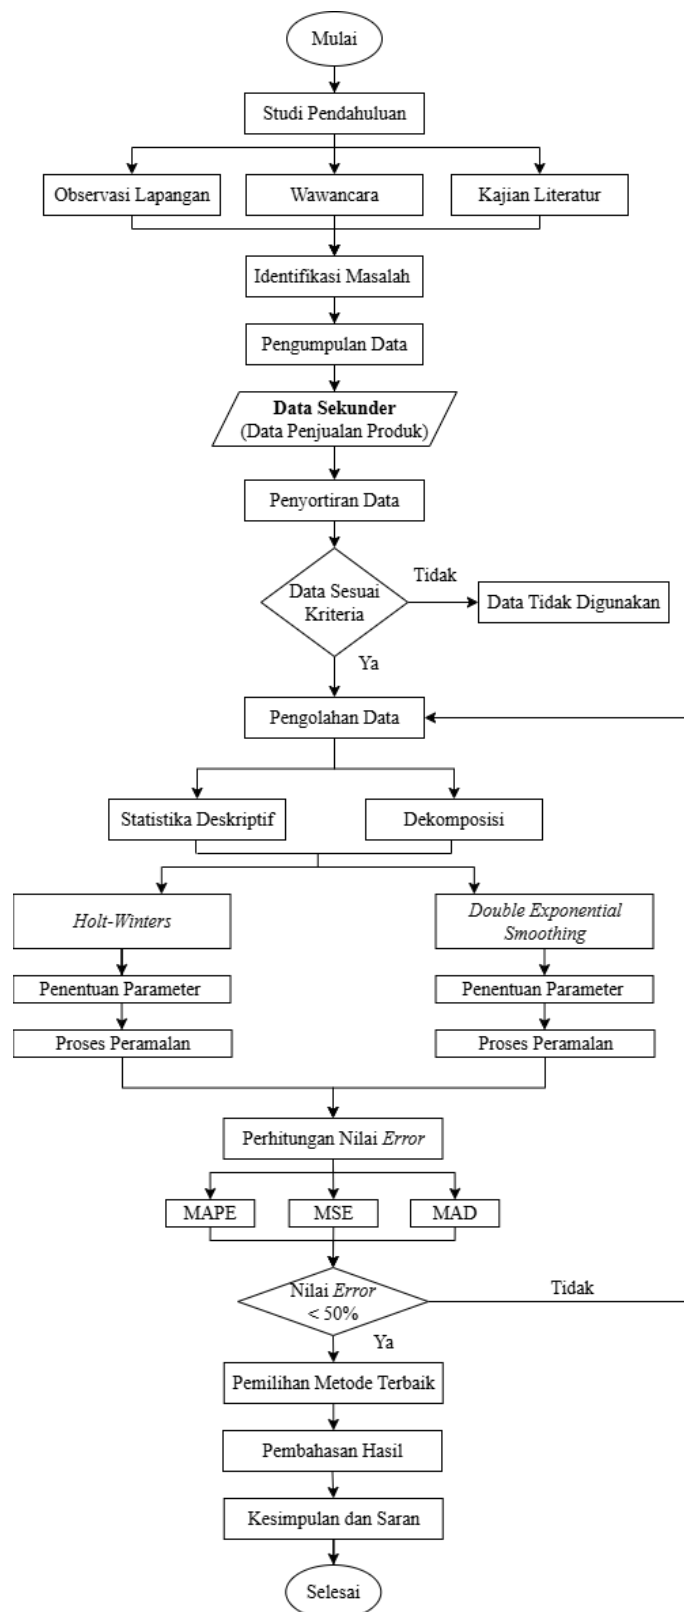 Mulai
Studi Pendahuluan
Observasi Lapangan
Wawancara
Kajian Literatur
Identifikasi Masalah
Pengumpulan Data
Data Sekunder
(Data Penjualan Produk)
Penyortiran Data
Data Sesuai
Kriteria
Tidak
Data Tidak Digunakan
Ya
Pengolahan Data
Statistika Deskriptif
Dekomposisi
Holt-Winters
Double Exponential
Smoothing
Penentuan Parameter
Penentuan Parameter
Proses Peramalan
Proses Peramalan
Perhitungan Nilai Error
MAPE
MSE
MAD
Nilai Error
< 50%
Tidak
Ya
Pemilihan Metode Terbaik
Pembahasan Hasil
Kesimpulan dan Saran
Selesai